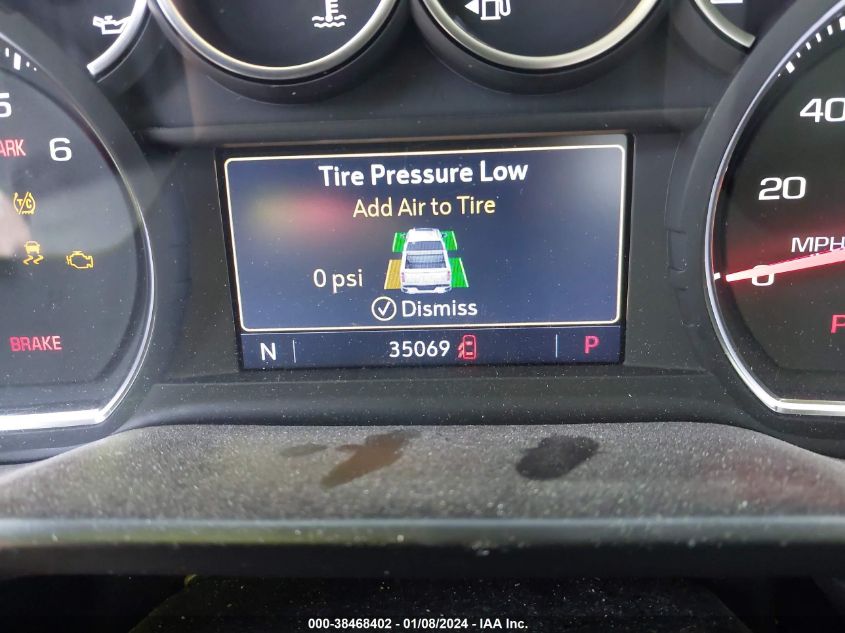 5
6
ARK
T/C
BRAKE
Tire Pressure Low
Add Air to Tire
0 psi
Dismiss
N
35069
P
40
20
MPH
0
P
000-38468402 - 01/08/2024 - IAA Inc.